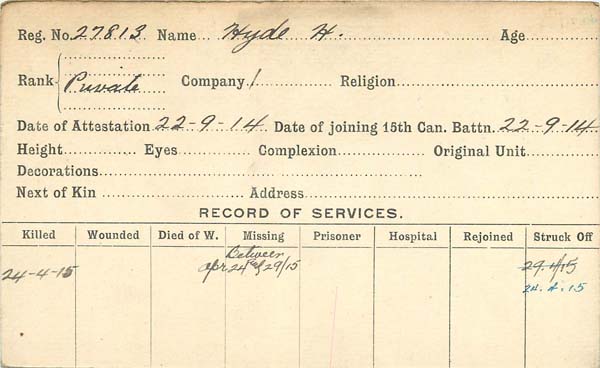 Reg. No. 27813 Name Hyde H. Age
Rank Private Company 1 Religion
Date of Attestation 22-9-14 Date of joining 15th Can. Battn. 22-9-14
Height Eyes Complexion Original Unit
Decorations
Next of Kin Address
RECORD OF SERVICES.
Killed Wounded Died of W. Missing Prisoner Hospital Rejoined Struck Off
Between
24-4-15 Apr 24 & 29/15 29/4/15
24.4.15